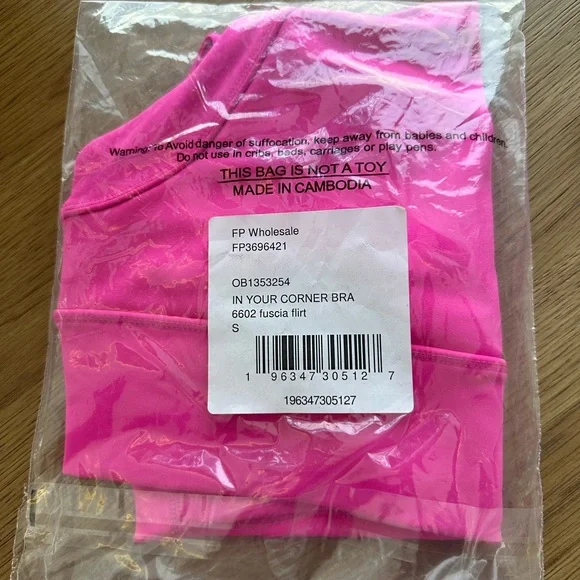 Warning: To Avoid danger of suffocation, keep away from babies and children.
Do not use in cribs, beds, carriages or play pens.
THIS BAG IS NOT A TOY
MADE IN CAMBODIA
FP Wholesale
FP3696421
OB1353254
IN YOUR CORNER BRA
6602 fuscia flirt
S
1 96347 30512 7
196347305127